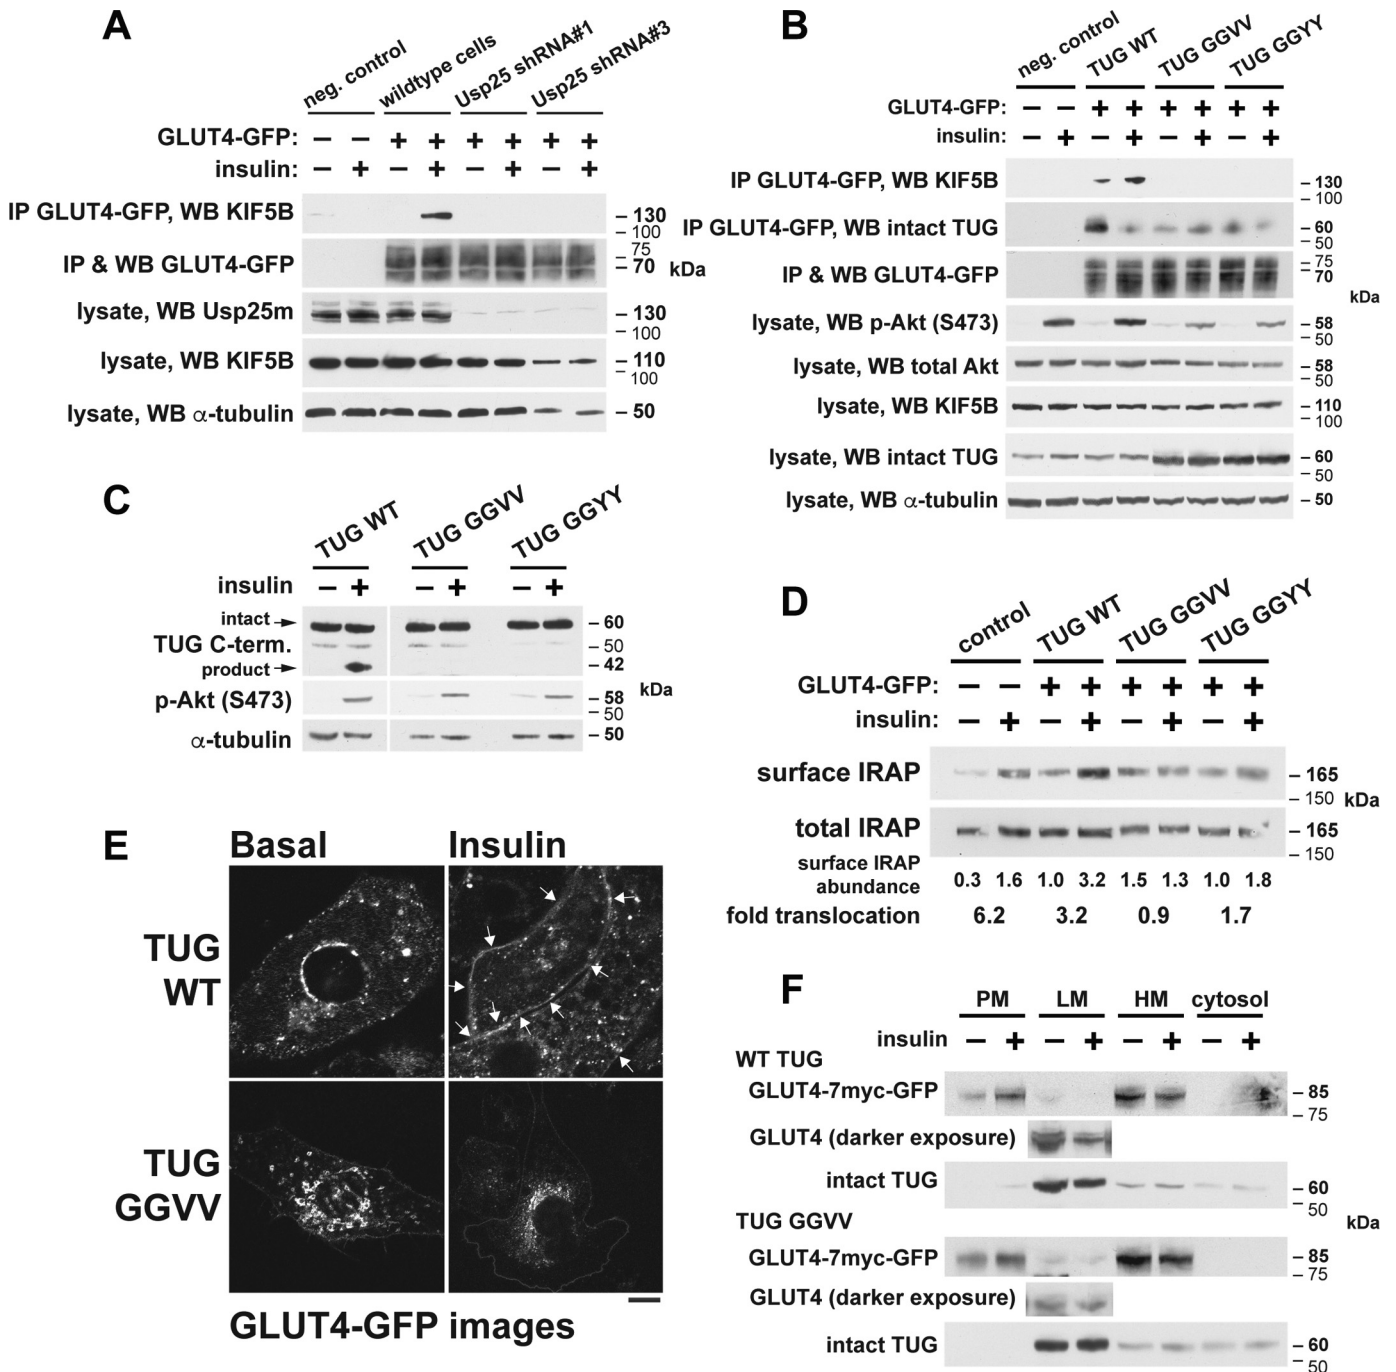 A
neg. control
wildtype cells
Usp25 shRNA#1
Usp25 shRNA#3
GLUT4-GFP: − − + + + + + +
insulin: − + − + − + − +
IP GLUT4-GFP, WB KIF5B
– 130
– 100
IP & WB GLUT4-GFP
– 75
– 70
kDa
lysate, WB Usp25m
– 130
– 100
lysate, WB KIF5B
– 110
– 100
lysate, WB α-tubulin
– 50
B
neg. control
TUG WT
TUG GGVV
TUG GGYY
GLUT4-GFP: − − + + + + + +
insulin: − + − + − + − +
IP GLUT4-GFP, WB KIF5B
– 130
– 100
IP GLUT4-GFP, WB intact TUG
– 60
– 50
IP & WB GLUT4-GFP
– 75
– 70
kDa
lysate, WB p-Akt (S473)
– 58
– 50
lysate, WB total Akt
– 58
– 50
lysate, WB KIF5B
– 110
– 100
lysate, WB intact TUG
– 60
– 50
lysate, WB α-tubulin
– 50
C
TUG WT
TUG GGVV
TUG GGYY
insulin − + − + − +
intact
– 60
TUG C-term.
– 50
product
– 42
kDa
p-Akt (S473)
– 58
– 50
α-tubulin
– 50
D
control
TUG WT
TUG GGVV
TUG GGYY
GLUT4-GFP: − − + + + + + +
insulin: − + − + − + − +
surface IRAP
– 165
– 150
kDa
total IRAP
– 165
– 150
surface IRAP
abundance
0.3 1.6 1.0 3.2 1.5 1.3 1.0 1.8
fold translocation 6.2 3.2 0.9 1.7
E
Basal
Insulin
TUG
WT
TUG
GGVV
GLUT4-GFP images
F
PM LM HM cytosol
insulin − + − + − + − +
WT TUG
GLUT4-7myc-GFP
– 85
– 75
GLUT4 (darker exposure)
intact TUG
– 60
– 50
kDa
TUG GGVV
GLUT4-7myc-GFP
– 85
– 75
GLUT4 (darker exposure)
intact TUG
– 60
– 50